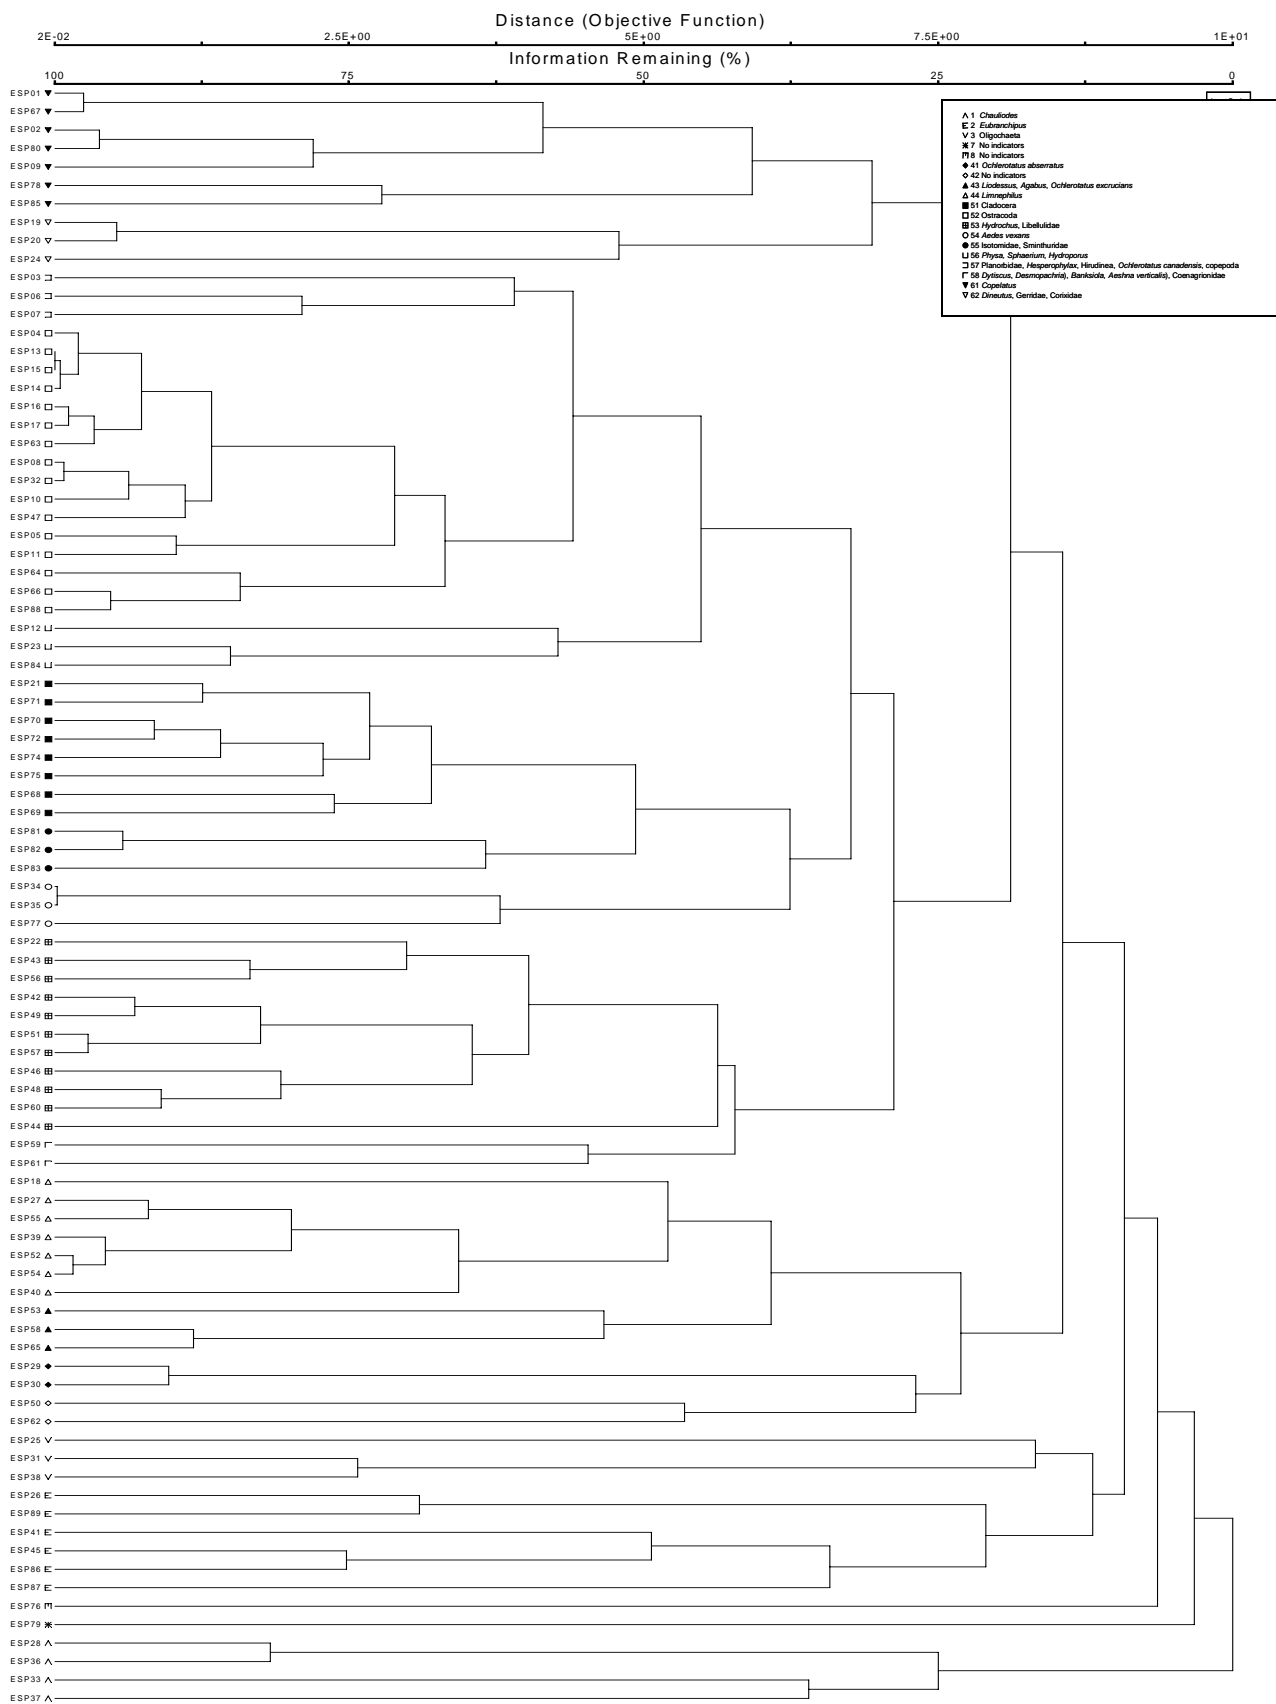 Distance (Objective Function)
2E-02 2.5E+00 5E+00 7.5E+00 1E+01
Information Remaining (%)
100 75 50 25 0
ESP01
ESP67
ESP02
ESP80
ESP09
ESP78
ESP85
ESP19
ESP20
ESP24
ESP03
ESP06
ESP07
ESP04
ESP13
ESP15
ESP14
ESP16
ESP17
ESP63
ESP08
ESP32
ESP10
ESP47
ESP05
ESP11
ESP64
ESP66
ESP88
ESP12
ESP23
ESP84
ESP21
ESP71
ESP70
ESP72
ESP74
ESP75
ESP68
ESP69
ESP81
ESP82
ESP83
ESP34
ESP35
ESP77
ESP22
ESP43
ESP56
ESP42
ESP49
ESP51
ESP57
ESP46
ESP48
ESP60
ESP44
ESP59
ESP61
ESP18
ESP27
ESP55
ESP39
ESP52
ESP54
ESP40
ESP53
ESP58
ESP65
ESP29
ESP30
ESP50
ESP62
ESP25
ESP31
ESP38
ESP26
ESP89
ESP41
ESP45
ESP86
ESP87
ESP76
ESP79
ESP28
ESP36
ESP33
ESP37
1 Chauliodes
2 Eubranchipus
3 Oligochaeta
7 No indicators
8 No indicators
41 Ochlerotatus abserratus
42 No indicators
43 Liodessus, Agabus, Ochlerotatus excrucians
44 Limnephilus
51 Cladocera
52 Ostracoda
53 Hydrochus, Libellulidae
54 Aedes vexans
55 Isotomidae, Sminthuridae
56 Physa, Sphaerium, Hydroporus
57 Planorbidae, Hesperophylax, Hirudinea, Ochlerotatus canadensis, copepoda
58 Dytiscus, Desmopachria), Banksiola, Aeshna verticalis), Coenagrionidae
61 Copelatus
62 Dineutus, Gerridae, Corixidae